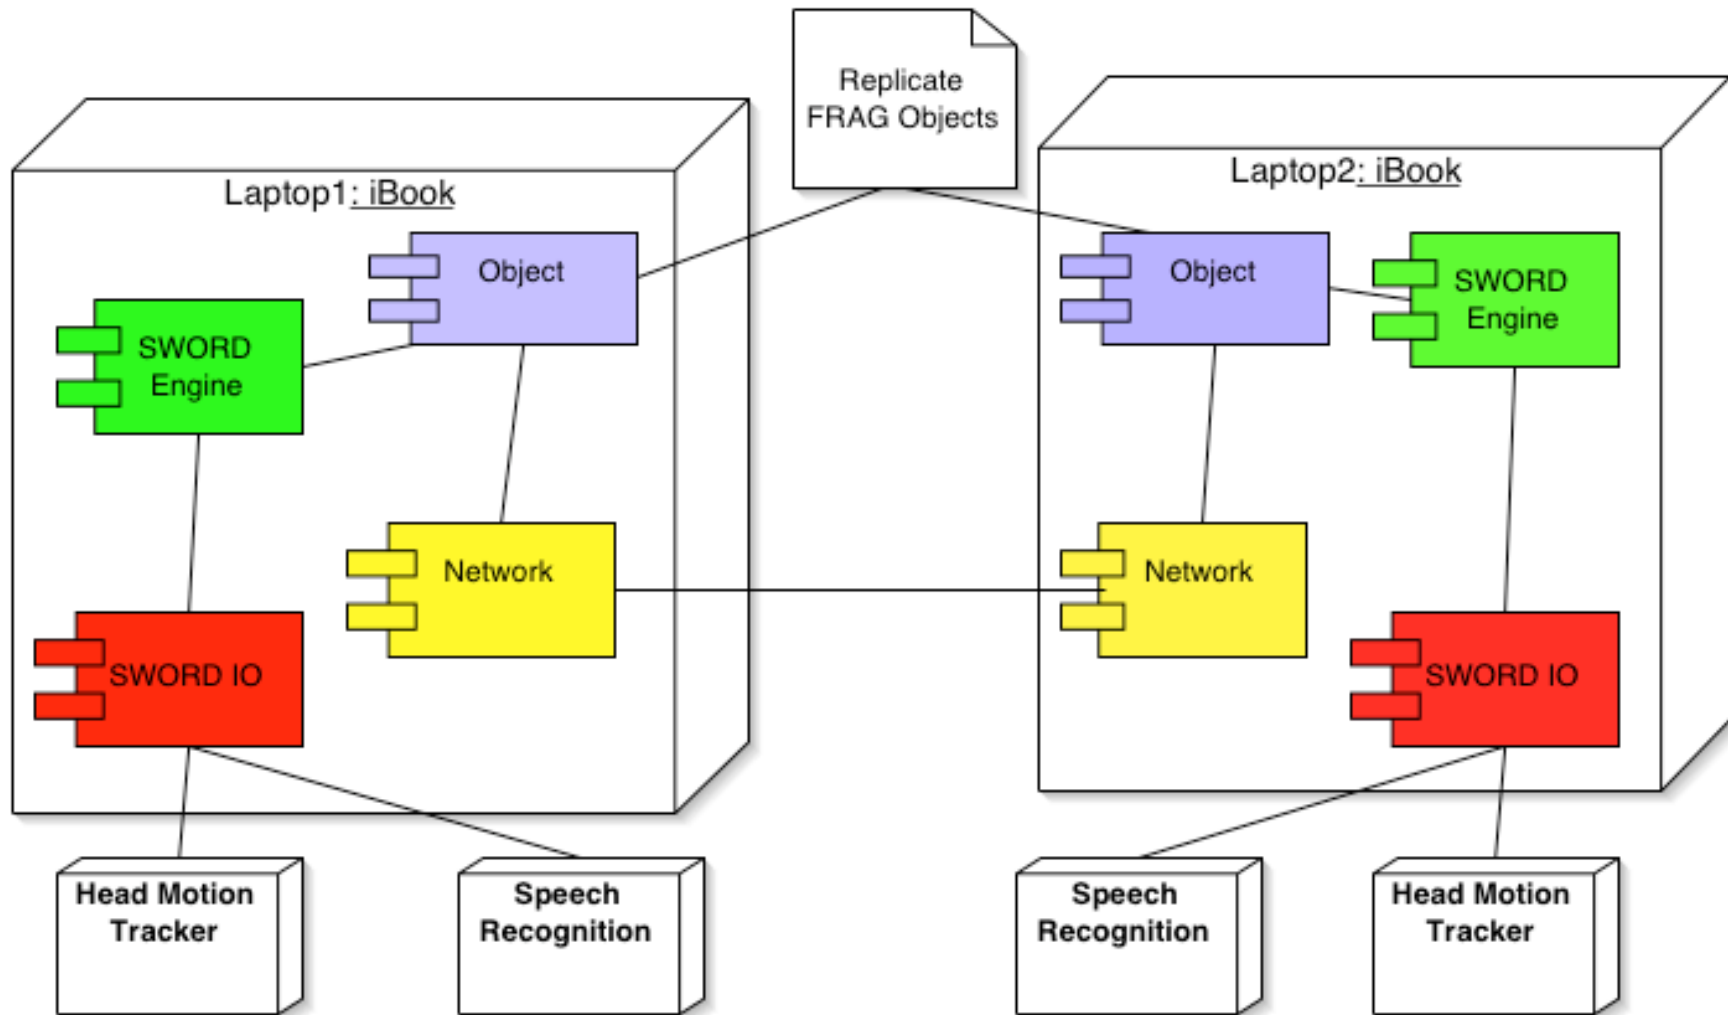 Replicate
FRAG Objects
Laptop1: iBook
Object
SWORD
Engine
Network
SWORD IO
Head Motion
Tracker
Speech
Recognition
Laptop2: iBook
Object
SWORD
Engine
Network
SWORD IO
Speech
Recognition
Head Motion
Tracker